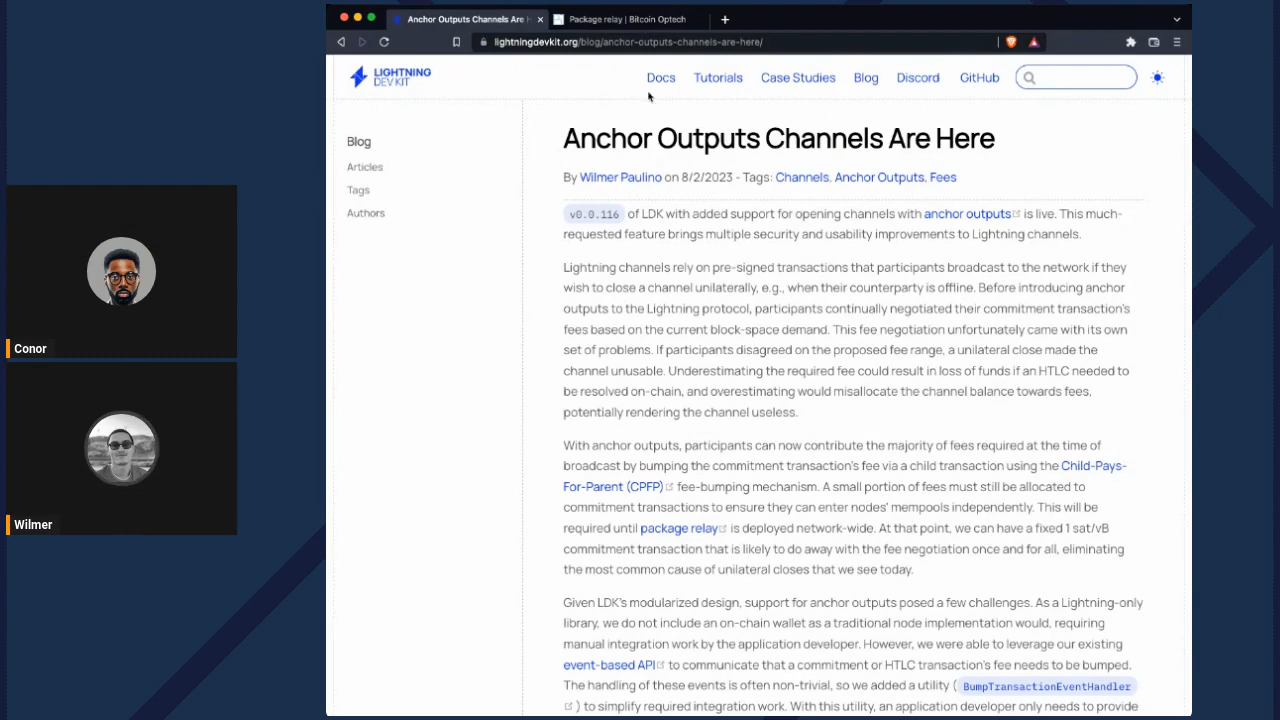 Anchor Outputs Channels Are H
Package relay | Bitcoin Optech
lightningdevkit.org/blog/anchor-outputs-channels-are-here/
LIGHTNING
DEV KIT
Docs
Tutorials
Case Studies
Blog
Discord
GitHub
Blog
Articles
Tags
Authors
Anchor Outputs Channels Are Here
By Wilmer Paulino on 8/2/2023 - Tags: Channels, Anchor Outputs, Fees
v0.0.116 of LDK with added support for opening channels with anchor outputs is live. This much-
requested feature brings multiple security and usability improvements to Lightning channels.
Lightning channels rely on pre-signed transactions that participants broadcast to the network if they
wish to close a channel unilaterally, e.g., when their counterparty is offline. Before introducing anchor
outputs to the Lightning protocol, participants continually negotiated their commitment transaction's
fees based on the current block-space demand. This fee negotiation unfortunately came with its own
set of problems. If participants disagreed on the proposed fee range, a unilateral close made the
channel unusable. Underestimating the required fee could result in loss of funds if an HTLC needed to
be resolved on-chain, and overestimating would misallocate the channel balance towards fees,
potentially rendering the channel useless.
With anchor outputs, participants can now contribute the majority of fees required at the time of
broadcast by bumping the commitment transaction's fee via a child transaction using the Child-Pays-
For-Parent (CPFP) fee-bumping mechanism. A small portion of fees must still be allocated to
commitment transactions to ensure they can enter nodes' mempools independently. This will be
required until package relay is deployed network-wide. At that point, we can have a fixed 1 sat/vB
commitment transaction that is likely to do away with the fee negotiation once and for all, eliminating
the most common cause of unilateral closes that we see today.
Given LDK's modularized design, support for anchor outputs posed a few challenges. As a Lightning-only
library, we do not include an on-chain wallet as a traditional node implementation would, requiring
manual integration work by the application developer. However, we were able to leverage our existing
event-based API to communicate that a commitment or HTLC transaction's fee needs to be bumped.
The handling of these events is often non-trivial, so we added a utility ( BumpTransactionEventHandler
) to simplify required integration work. With this utility, an application developer only needs to provide
Conor
Wilmer